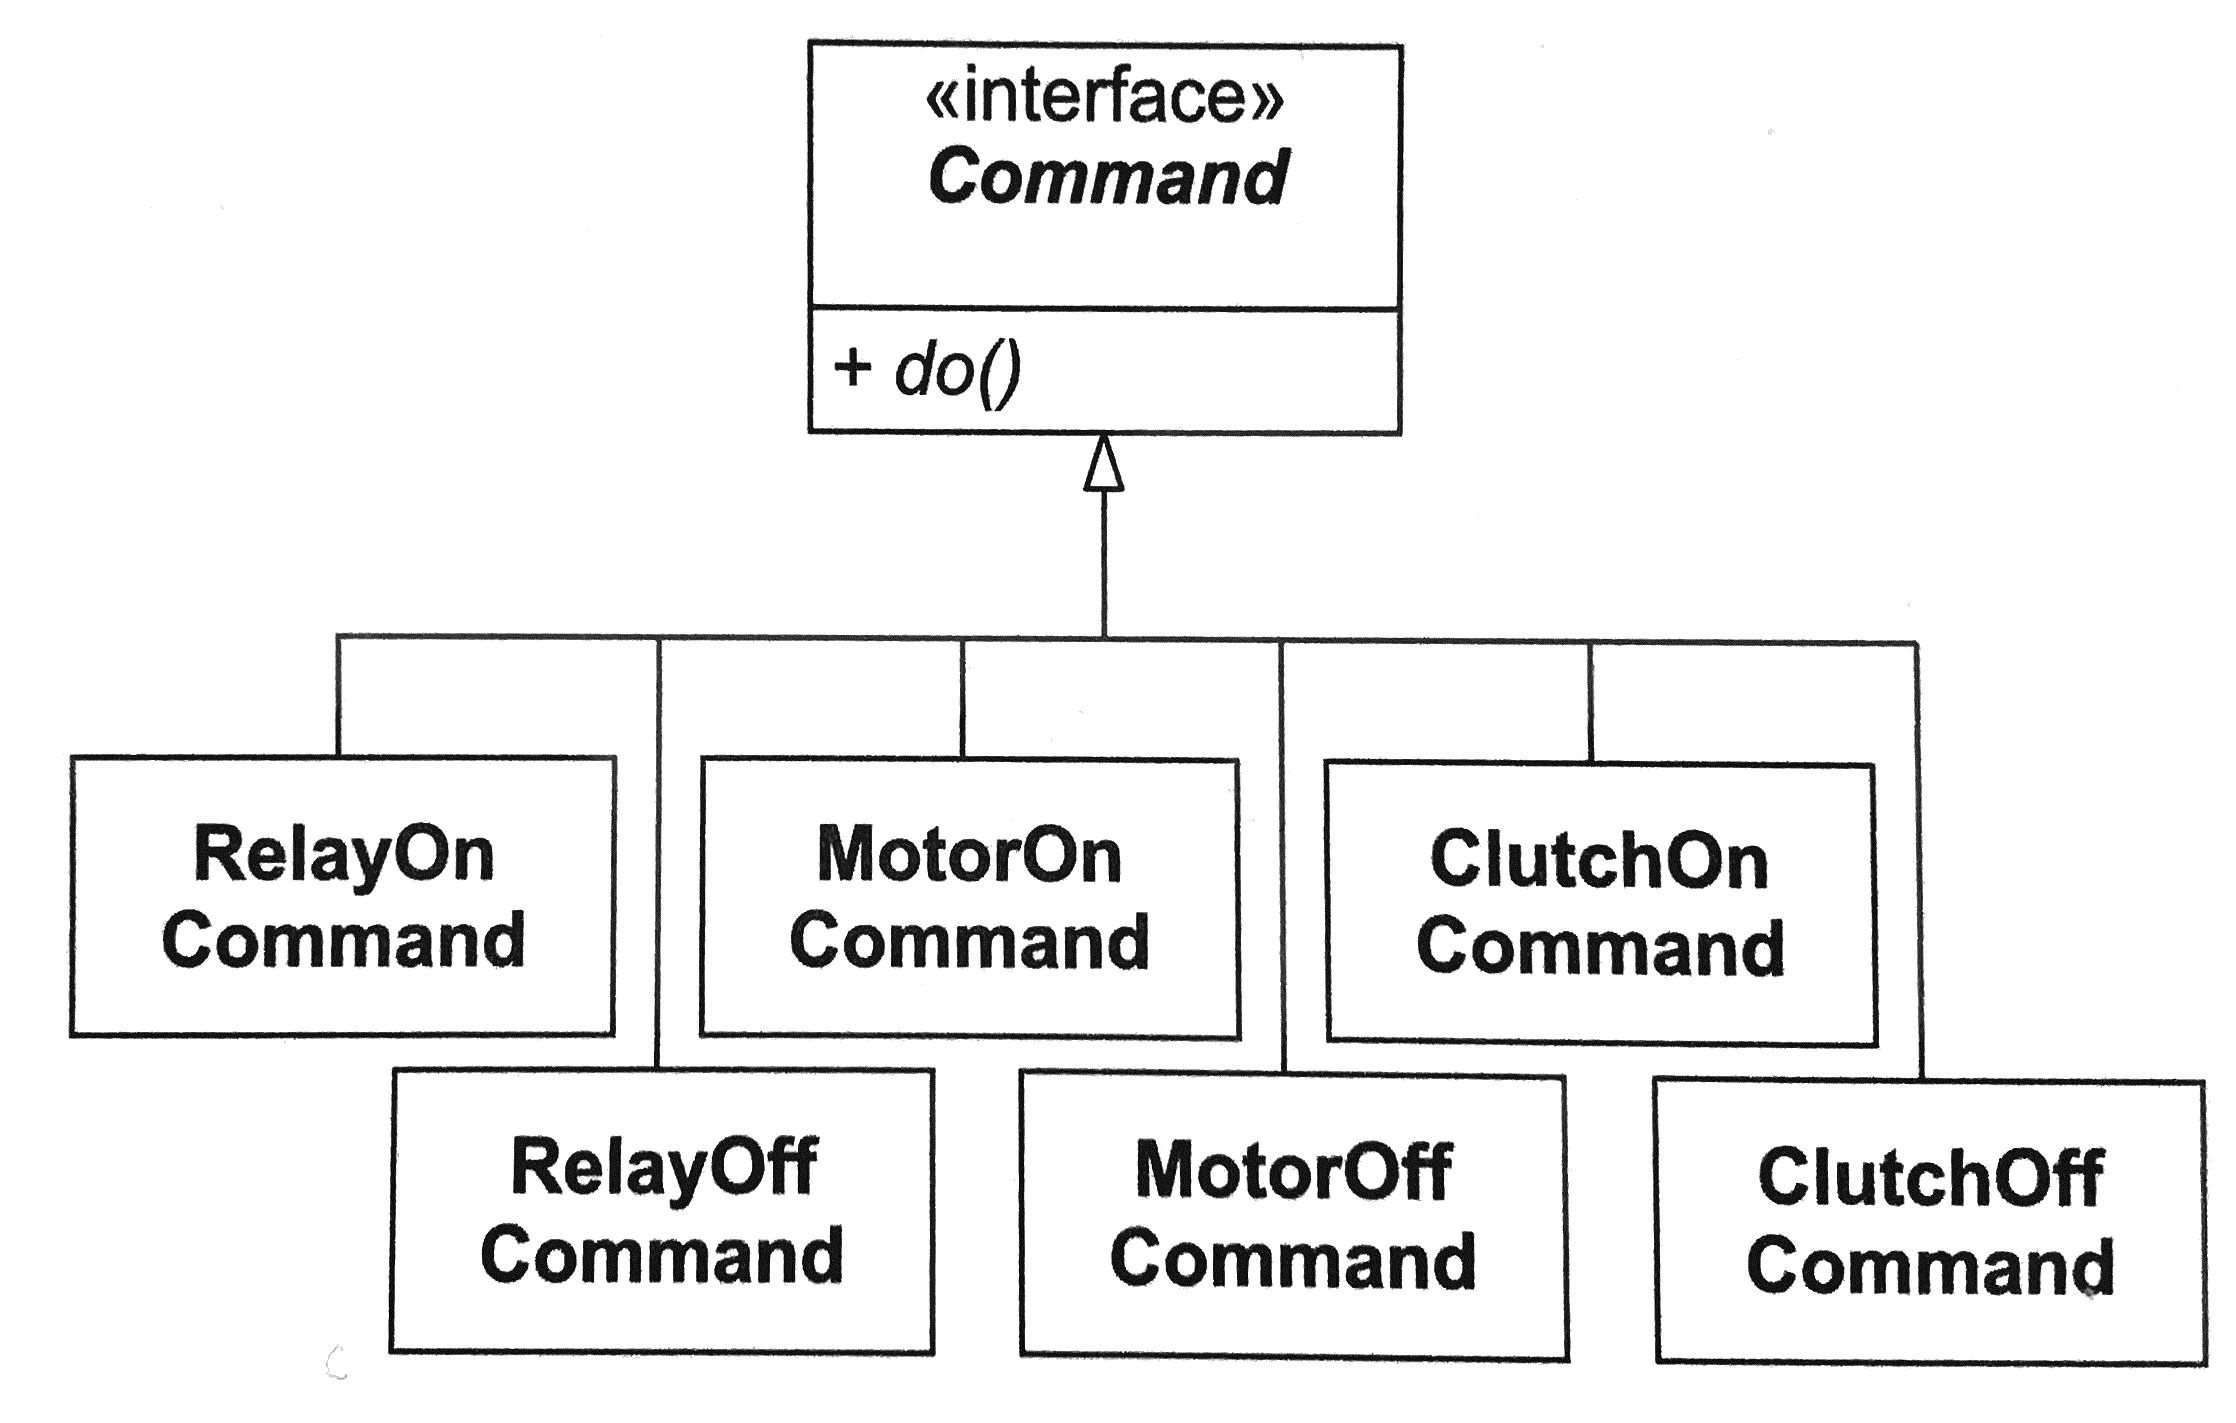 «interface»
Command
+ do()
RelayOn
Command
MotorOn
Command
ClutchOn
Command
RelayOff
Command
MotorOff
Command
ClutchOff
Command